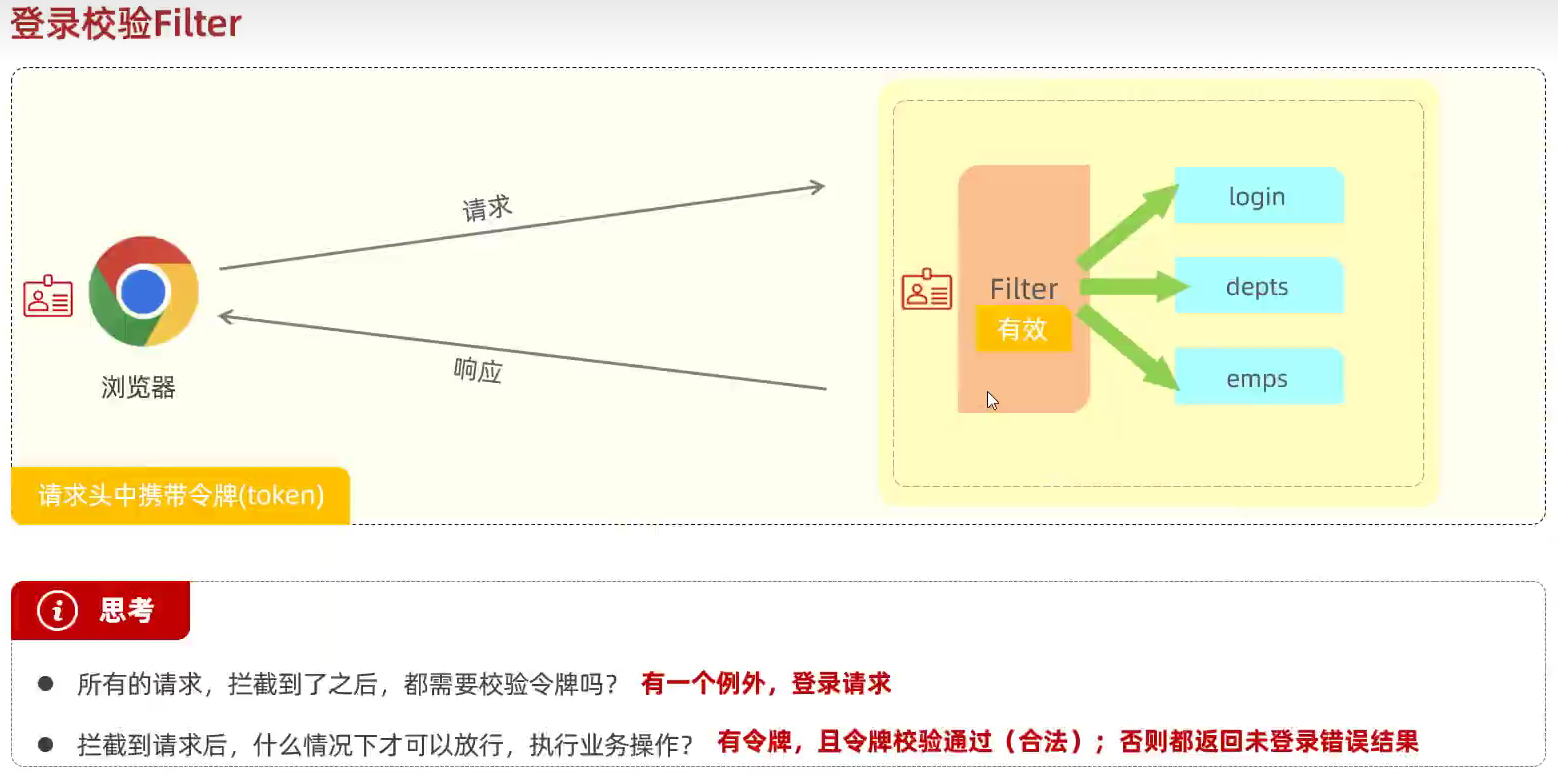 登录校验Filter
请求
login
depts
Filter
有效
emps
响应
浏览器
请求头中携带令牌(token)
思考
所有的请求，拦截到了之后，都需要校验令牌吗？ 有一个例外，登录请求
拦截到请求后，什么情况下才可以放行，执行业务操作？ 有令牌，且令牌校验通过（合法）；否则都返回未登录错误结果